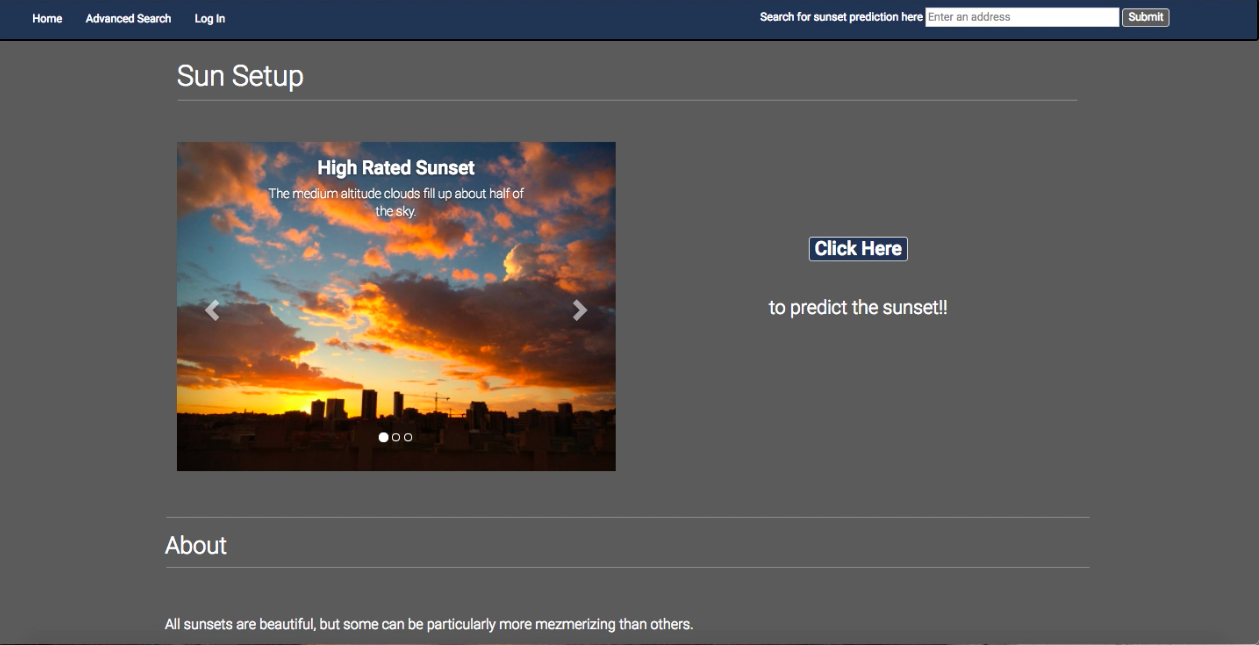 Home Advanced Search Log In Search for sunset prediction here Enter an address Submit
Sun Setup
High Rated Sunset
The medium altitude clouds fill up about half of
the sky.
Click Here
to predict the sunset!!
About
All sunsets are beautiful, but some can be particularly more mezmerizing than others.